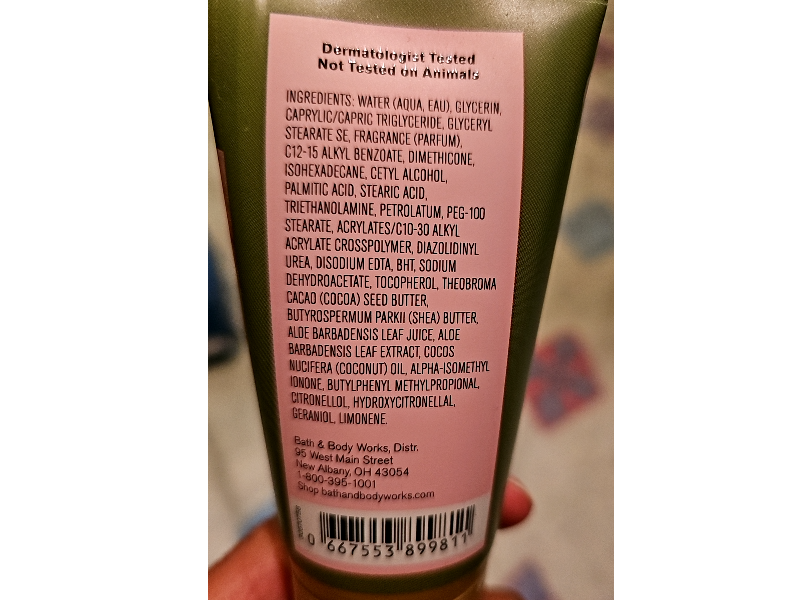 Dermatologist Tested
Not Tested on Animals
INGREDIENTS: WATER (AQUA, EAU), GLYCERIN,
CAPRYLIC/CAPRIC TRIGLYCERIDE, GLYCERYL
STEARATE SE, FRAGRANCE (PARFUM),
C12-15 ALKYL BENZOATE, DIMETHICONE,
ISOHEXADECANE, CETYL ALCOHOL,
PALMITIC ACID, STEARIC ACID,
TRIETHANOLAMINE, PETROLATUM, PEG-100
STEARATE, ACRYLATES/C10-30 ALKYL
ACRYLATE CROSSPOLYMER, DIAZOLIDINYL
UREA, DISODIUM EDTA, BHT, SODIUM
DEHYDROACETATE, TOCOPHEROL, THEOBROMA
CACAO (COCOA) SEED BUTTER,
BUTYROSPERMUM PARKII (SHEA) BUTTER,
ALOE BARBADENSIS LEAF JUICE, ALOE
BARBADENSIS LEAF EXTRACT, COCOS
NUCIFERA (COCONUT) OIL, ALPHA-ISOMETHYL
IONONE, BUTYLPHENYL METHYLPROPIONAL,
CITRONELLOL, HYDROXYCITRONELLAL,
GERANIOL, LIMONENE.
Bath & Body Works, Distr.
95 West Main Street
New Albany, OH 43054
1-800-395-1001
Shop bathandbodyworks.com
0 667553 899811